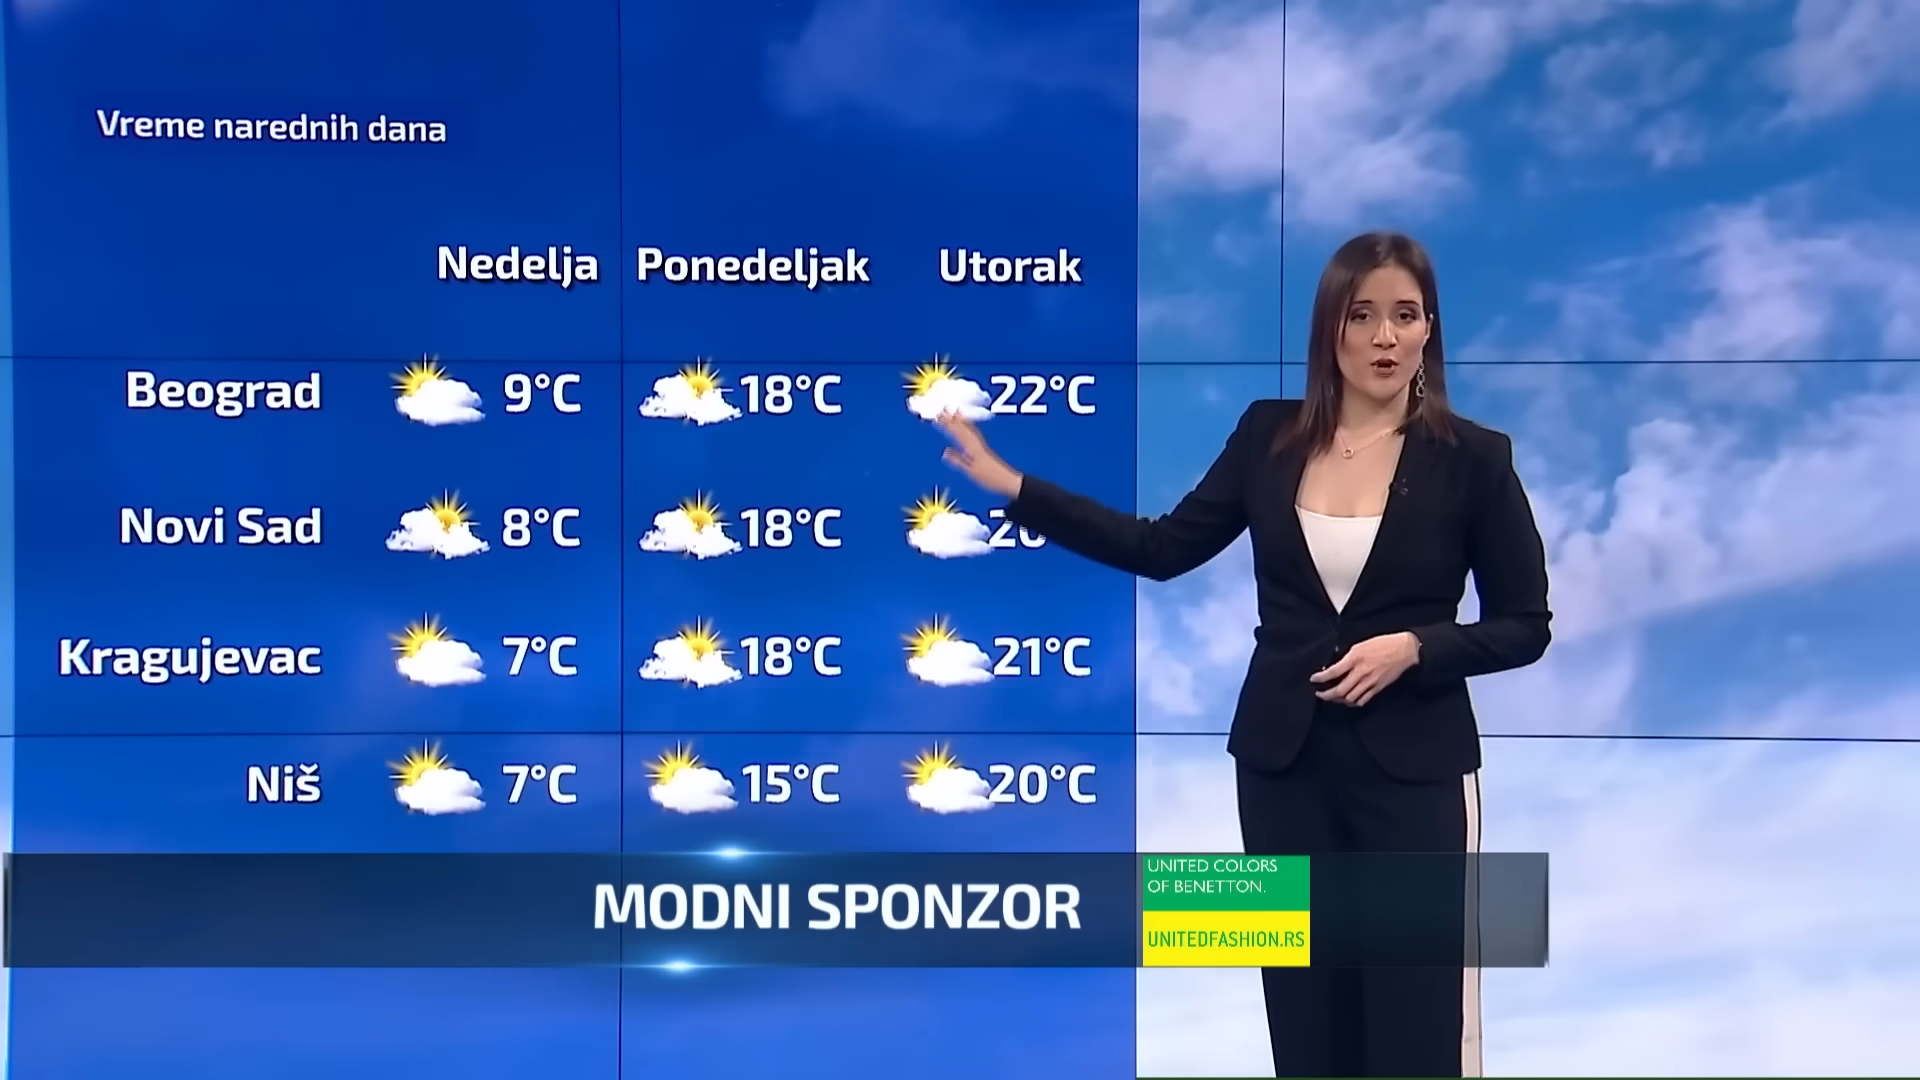 Vreme narednih dana
Nedelja Ponedeljak Utorak
Beograd 9°C 18°C 22°C
Novi Sad 8°C 18°C
Kragujevac 7°C 18°C 21°C
Niš 7°C 15°C 20°C
MODNI SPONZOR
UNITED COLORS
OF BENETTON.
UNITEDFASHION.RS